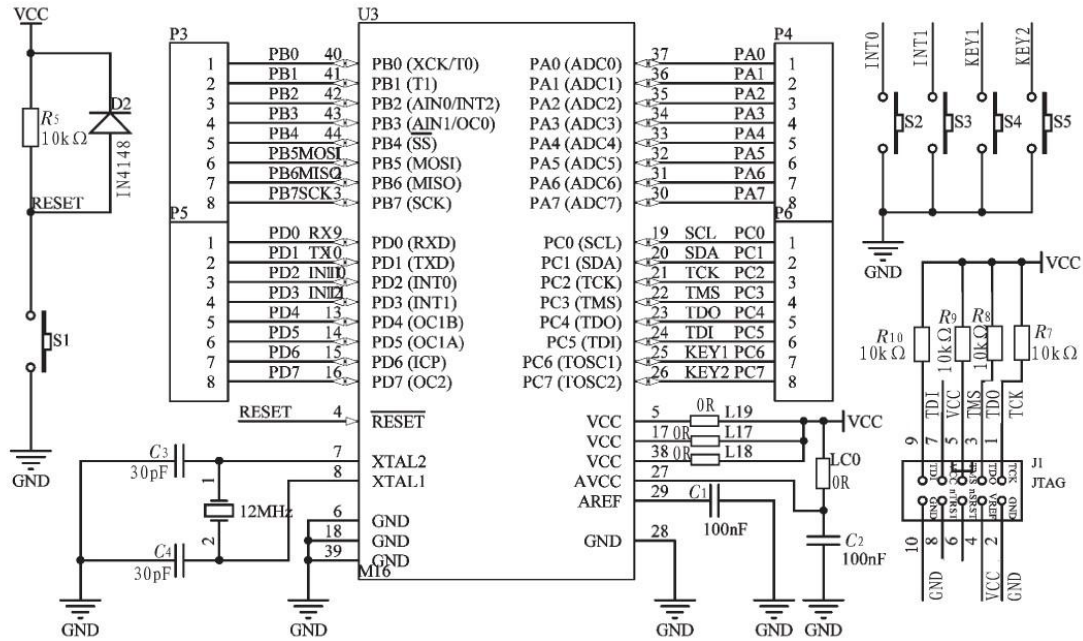 VCC
R5
10kΩ
D2
IN4148
RESET
S1
GND
U3
P3
1 PB0 40 PB0 (XCK/T0)
2 PB1 41 PB1 (T1)
3 PB2 42 PB2 (AIN0/INT2)
4 PB3 43 PB3 (AIN1/OC0)
5 PB4 44 PB4 (SS)
6 PB5MOSI PB5 (MOSI)
7 PB6MISO PB6 (MISO)
8 PB7SCK3 PB7 (SCK)
P5
1 PD0 RX9 PD0 (RXD)
2 PD1 TX0 PD1 (TXD)
3 PD2 PD2 (INT0)
4 PD3 PD3 (INT1)
5 PD4 13 PD4 (OC1B)
6 PD5 14 PD5 (OC1A)
7 PD6 15 PD6 (ICP)
8 PD7 16 PD7 (OC2)
RESET 4 RESET
7 XTAL2
8 XTAL1
C3
30pF
1
12MHz
2
C4
30pF
6 GND
18 GND
39 GND
M16
GND
GND
P4
PA0 (ADC0) 37 PA0 1
PA1 (ADC1) 36 PA1 2
PA2 (ADC2) 35 PA2 3
PA3 (ADC3) 34 PA3 4
PA4 (ADC4) 33 PA4 5
PA5 (ADC5) 32 PA5 6
PA6 (ADC6) 31 PA6 7
PA7 (ADC7) 30 PA7 8
P6
PC0 (SCL) 19 SCL PC0 1
PC1 (SDA) 20 SDA PC1 2
PC2 (TCK) 21 TCK PC2 3
PC3 (TMS) 22 TMS PC3 4
PC4 (TDO) 23 TDO PC4 5
PC5 (TDI) 24 TDI PC5 6
PC6 (TOSC1) 25 KEY1 PC6 7
PC7 (TOSC2) 26 KEY2 PC7 8
VCC 5 0R L19
VCC 17 0R L17
VCC 38 0R L18
AVCC 27
AREF 29
GND 28
VCC
LC0
0R
C1
100nF
C2
100nF
GND
GND
GND
INT0
INT1
KEY1
KEY2
S2
S3
S4
S5
GND
VCC
R10
10kΩ
R9
10kΩ
R8
10kΩ
R7
10kΩ
TDI
VCC
TMS
TDO
TCK
9
7
5
3
1
J1
JTAG
TDI
TDO
TCK
GND
nTRST
nSRST
VREF
GND
10
8
6
4
2
GND
VCC
GND